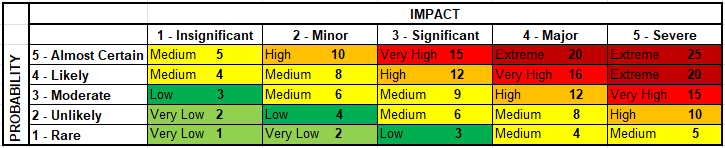 IMPACT
PROBABILITY
1 - Insignificant 2 - Minor 3 - Significant 4 - Major 5 - Severe
5 - Almost Certain Medium 5 High 10 Very High 15 Extreme 20 Extreme 25
4 - Likely Medium 4 Medium 8 High 12 Very High 16 Extreme 20
3 - Moderate Low 3 Medium 6 Medium 9 High 12 Very High 15
2 - Unlikely Very Low 2 Low 4 Medium 6 Medium 8 High 10
1 - Rare Very Low 1 Very Low 2 Low 3 Medium 4 Medium 5